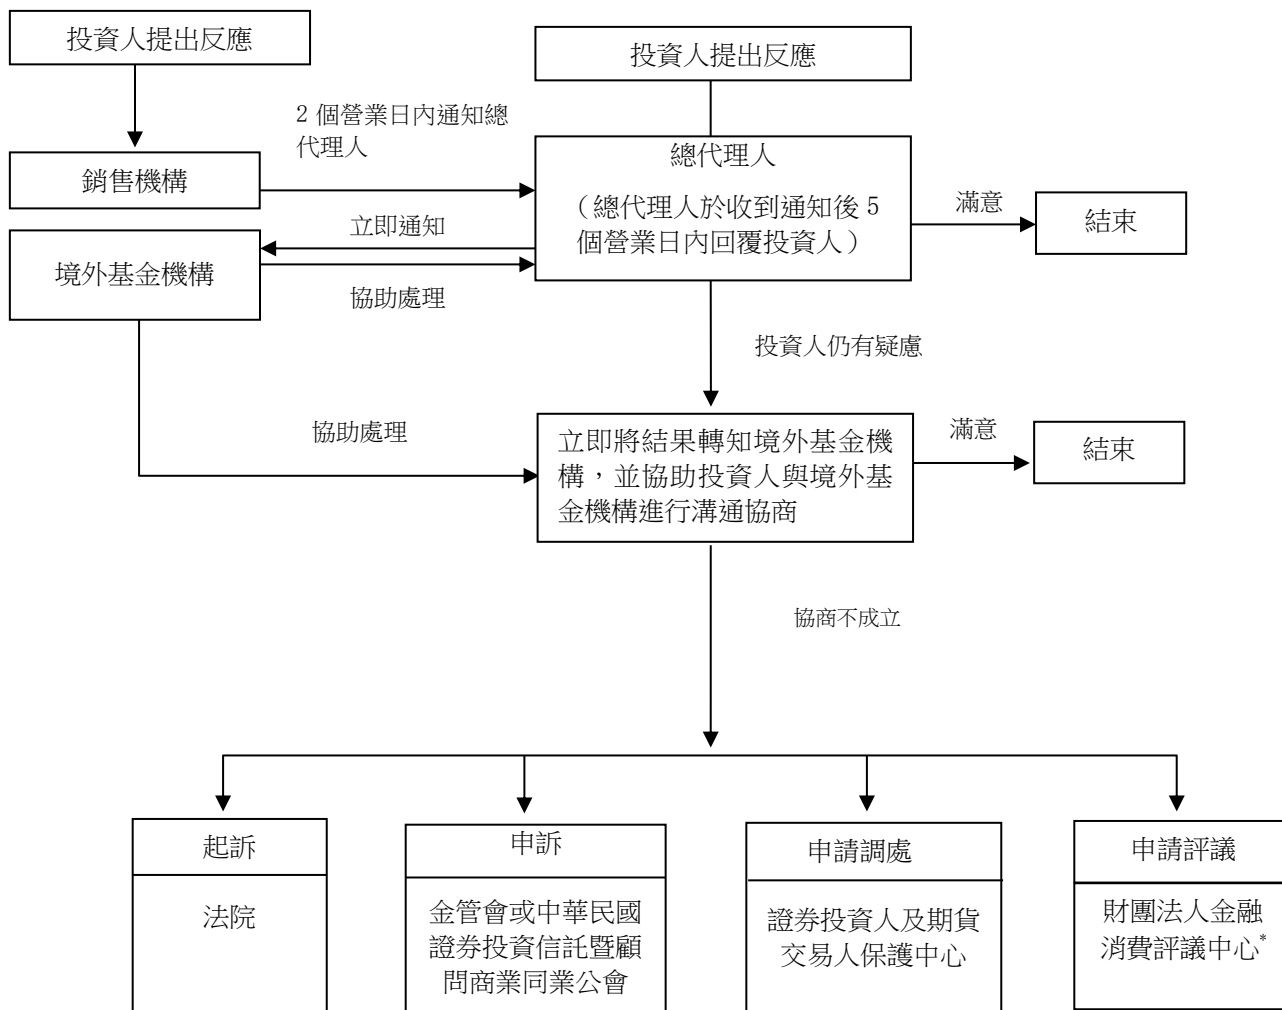 投資人提出反應
投資人提出反應
2 個營業日內通知總
代理人
總代理人
銷售機構
（總代理人於收到通知後 5
個營業日內回覆投資人）
滿意
結束
立即通知
境外基金機構
協助處理
投資人仍有疑慮
協助處理
立即將結果轉知境外基金機
構，並協助投資人與境外基
金機構進行溝通協商
滿意
結束
協商不成立
起訴
法院
申訴
金管會或中華民國
證券投資信託暨顧
問商業同業公會
申請調處
證券投資人及期貨
交易人保護中心
申請評議
財團法人金融
消費評議中心*